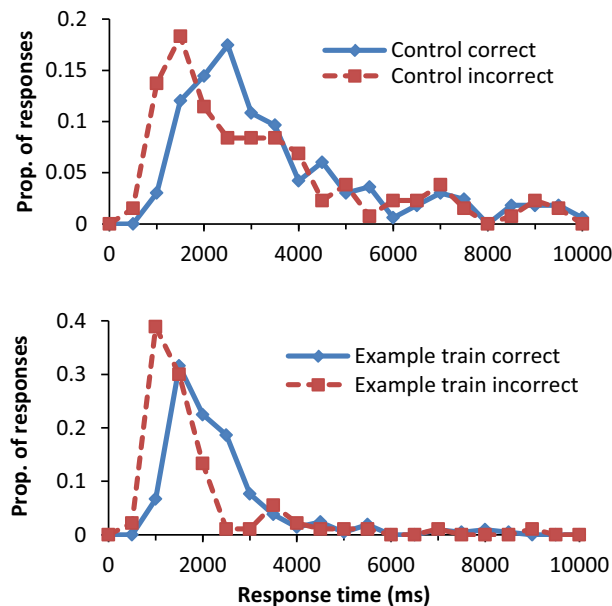 0.2
0.15
0.1
0.05
0
Prop. of responses
Control correct
Control incorrect
0 2000 4000 6000 8000 10000
0.4
0.3
0.2
0.1
0
Prop. of responses
Example train correct
Example train incorrect
0 2000 4000 6000 8000 10000
Response time (ms)